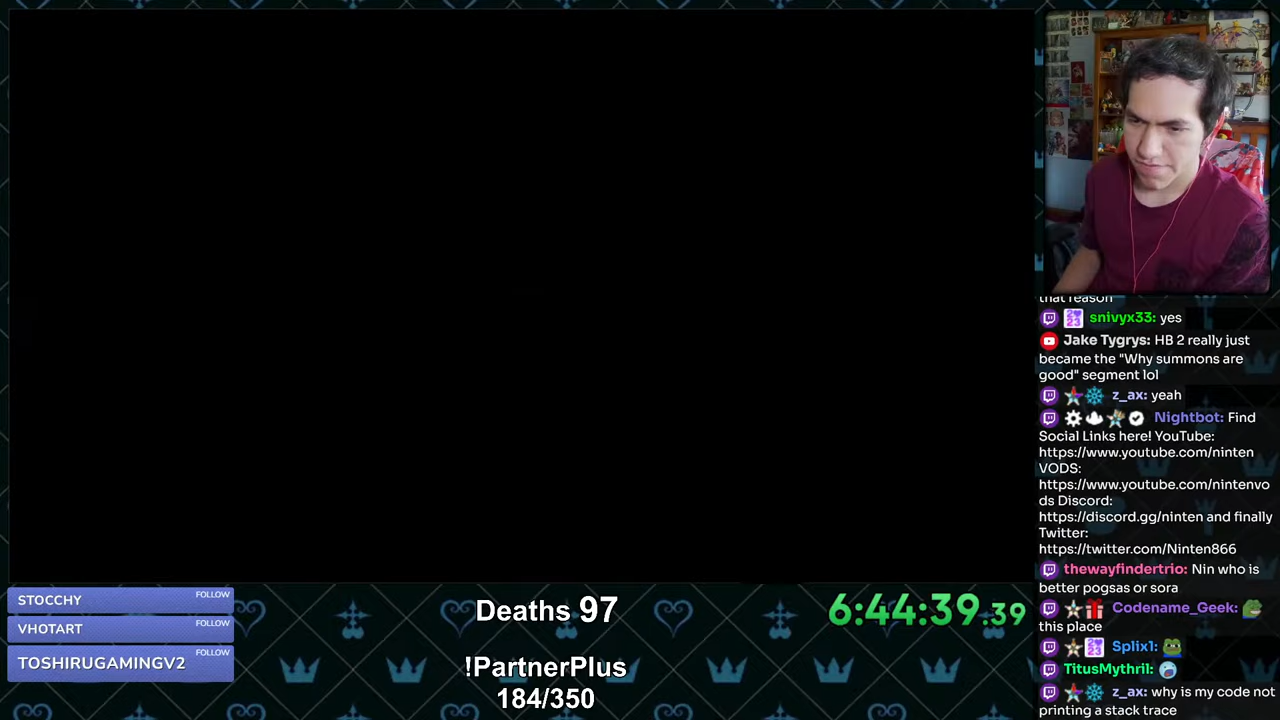 that reason
snivyx33: yes
Jake Tygrys: HB 2 really just
became the "Why summons are
good" segment lol
z_ax: yeah
Nightbot: Find
Social Links here! YouTube:
https://www.youtube.com/ninten
VODS:
https://www.youtube.com/nintenvo
ds Discord:
https://discord.gg/ninten and finally
Twitter:
https://twitter.com/Ninten866
thewayfindertrio: Nin who is
better pogsas or sora
Codename_Geek:
this place
Splix1:
TitusMythril:
z_ax: why is my code not
printing a stack trace
STOCCHY FOLLOW
VHOTART FOLLOW
TOSHIRUGAMINGV2 FOLLOW
Deaths 97
!PartnerPlus
184/350
6:44:39.39